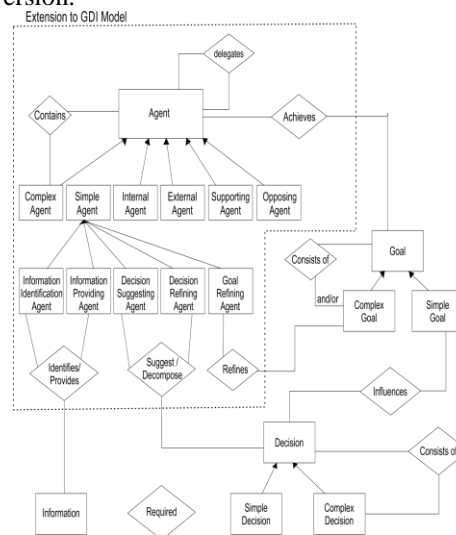 ersion.
Extension to GDI Model
delegates
Agent
Contains
Achieves
Complex
Agent
Simple
Agent
Internal
Agent
External
Agent
Supporting
Agent
Opposing
Agent
Goal
Consists of
and/or
Information
Identification
Agent
Information
Providing
Agent
Decision
Suggesting
Agent
Decision
Refining
Agent
Goal
Refining
Agent
Complex
Goal
Simple
Goal
Identifies/
Provides
Suggest /
Decompose
Refines
Influences
Decision
Consists of
Information
Required
Simple
Decision
Complex
Decision